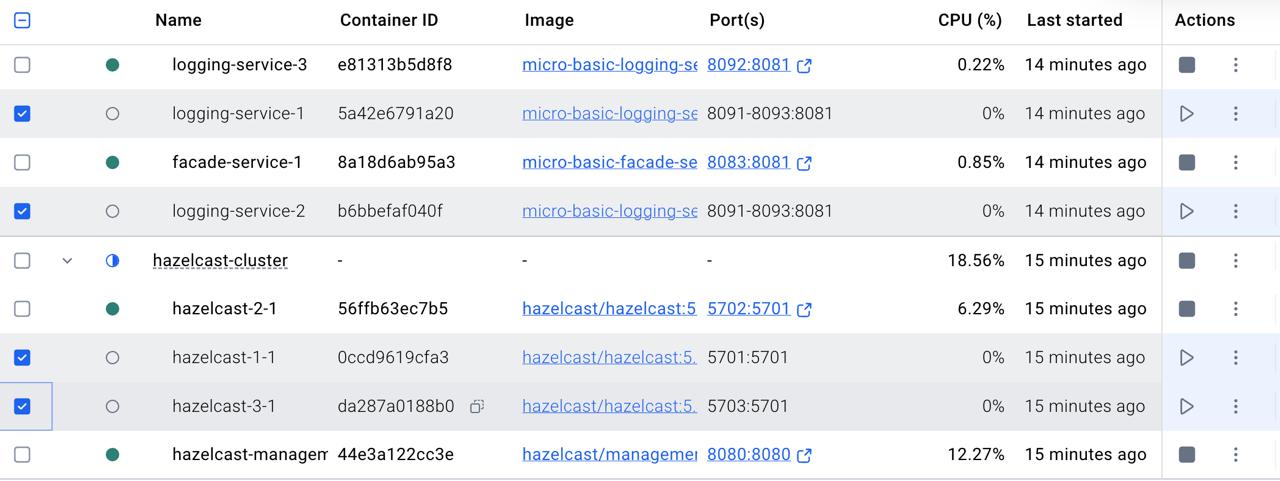 Name Container ID Image Port(s) CPU (%) Last started Actions
logging-service-3 e81313b5d8f8 micro-basic-logging-se 8092:8081 0.22% 14 minutes ago
logging-service-1 5a42e6791a20 micro-basic-logging-se 8091-8093:8081 0% 14 minutes ago
facade-service-1 8a18d6ab95a3 micro-basic-facade-se 8083:8081 0.85% 14 minutes ago
logging-service-2 b6bbefaf040f micro-basic-logging-se 8091-8093:8081 0% 14 minutes ago
hazelcast-cluster - - - 18.56% 15 minutes ago
hazelcast-2-1 56ffb63ec7b5 hazelcast/hazelcast:5 5702:5701 6.29% 15 minutes ago
hazelcast-1-1 0ccd9619cfa3 hazelcast/hazelcast:5. 5701:5701 0% 15 minutes ago
hazelcast-3-1 da287a0188b0 hazelcast/hazelcast:5. 5703:5701 0% 15 minutes ago
hazelcast-managem 44e3a122cc3e hazelcast/managemer 8080:8080 12.27% 15 minutes ago